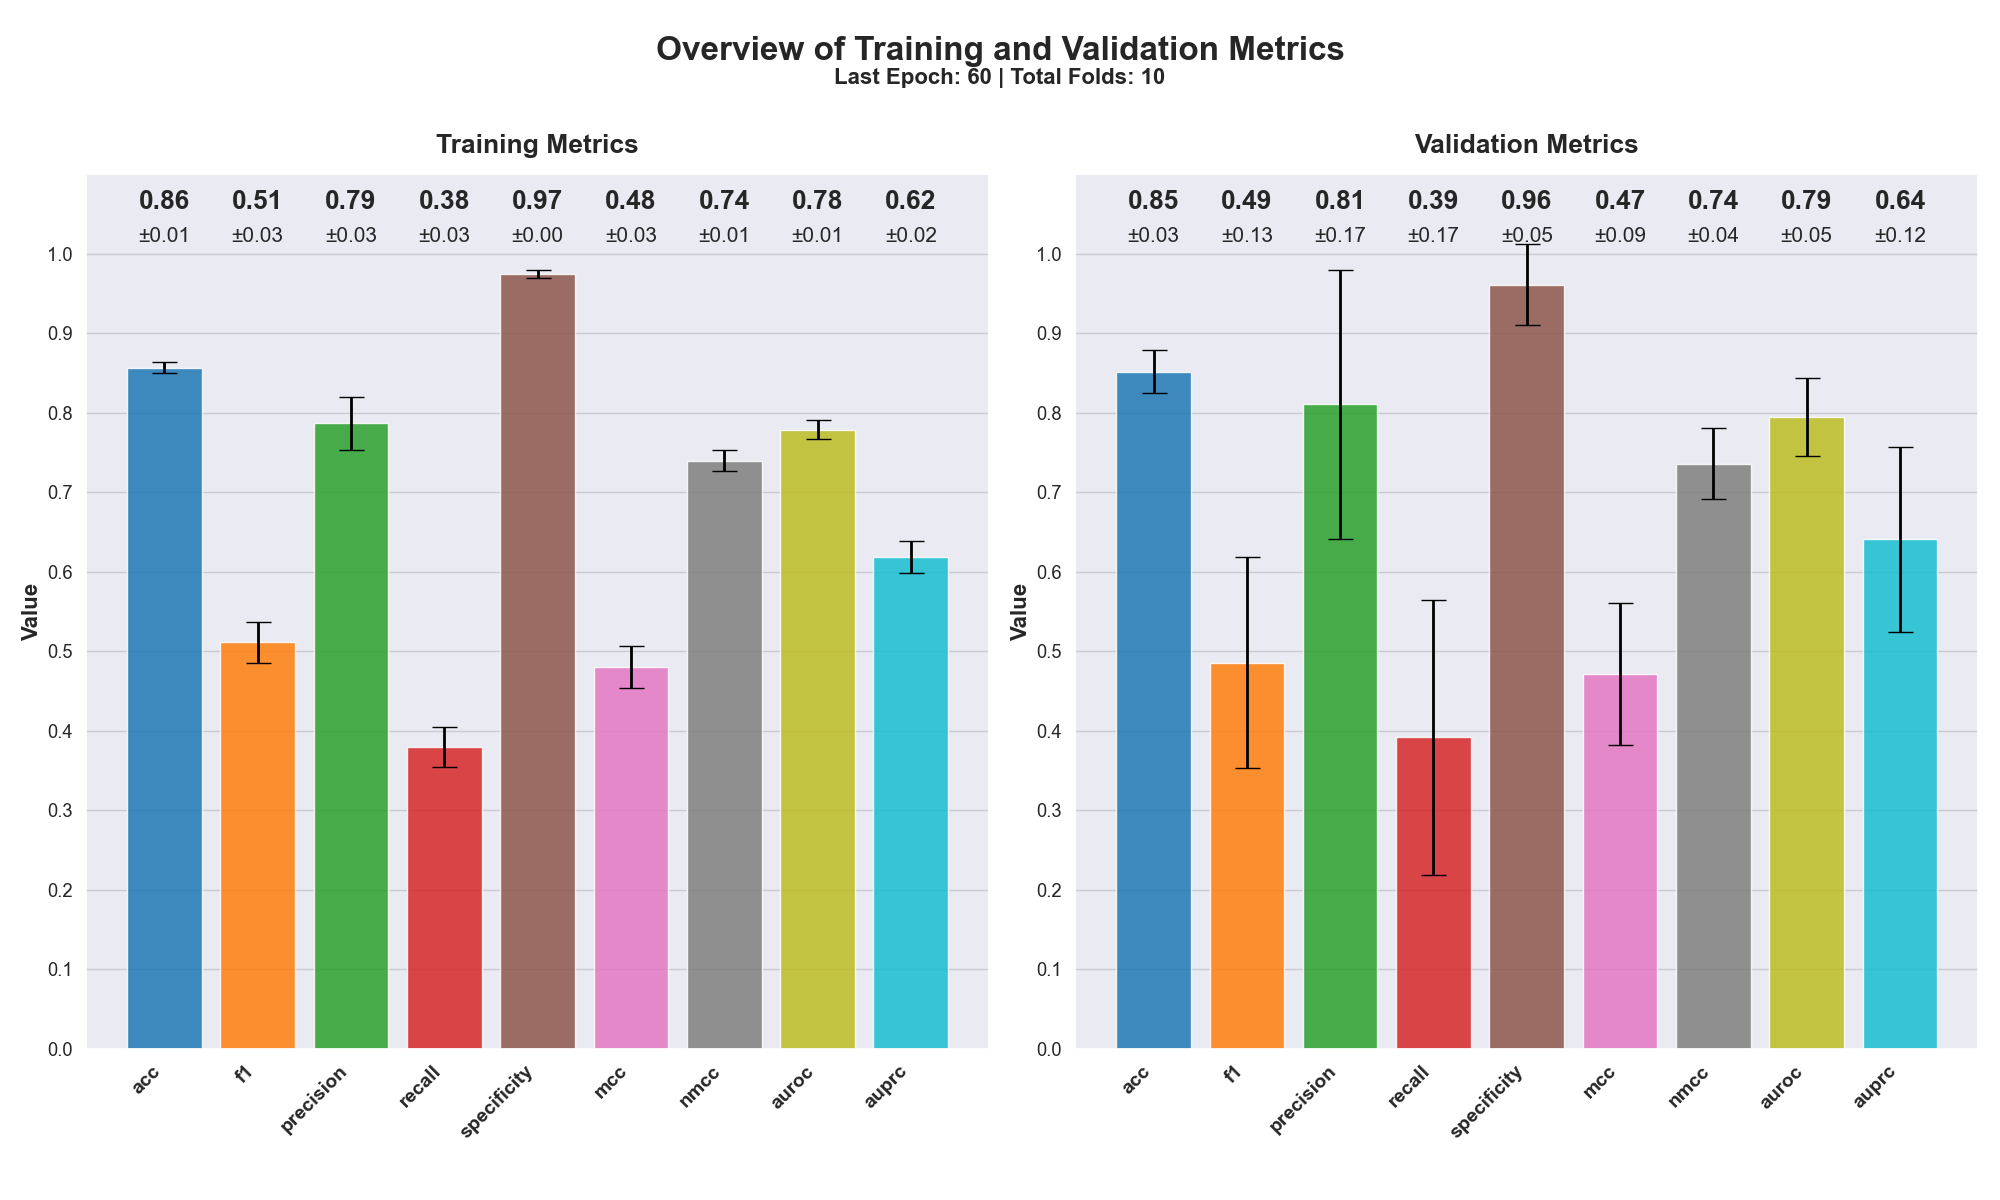 Overview of Training and Validation Metrics
Last Epoch: 60 | Total Folds: 10
Training Metrics
0.86 0.51 0.79 0.38 0.97 0.48 0.74 0.78 0.62
±0.01 ±0.03 ±0.03 ±0.03 ±0.00 ±0.03 ±0.01 ±0.01 ±0.02
1.0
0.9
0.8
0.7
0.6
0.5
0.4
0.3
0.2
0.1
0.0
Value
acc f1 precision recall specificity mcc nmcc auroc auprc
Validation Metrics
0.85 0.49 0.81 0.39 0.96 0.47 0.74 0.79 0.64
±0.03 ±0.13 ±0.17 ±0.17 ±0.05 ±0.09 ±0.04 ±0.05 ±0.12
1.0
0.9
0.8
0.7
0.6
0.5
0.4
0.3
0.2
0.1
0.0
Value
acc f1 precision recall specificity mcc nmcc auroc auprc